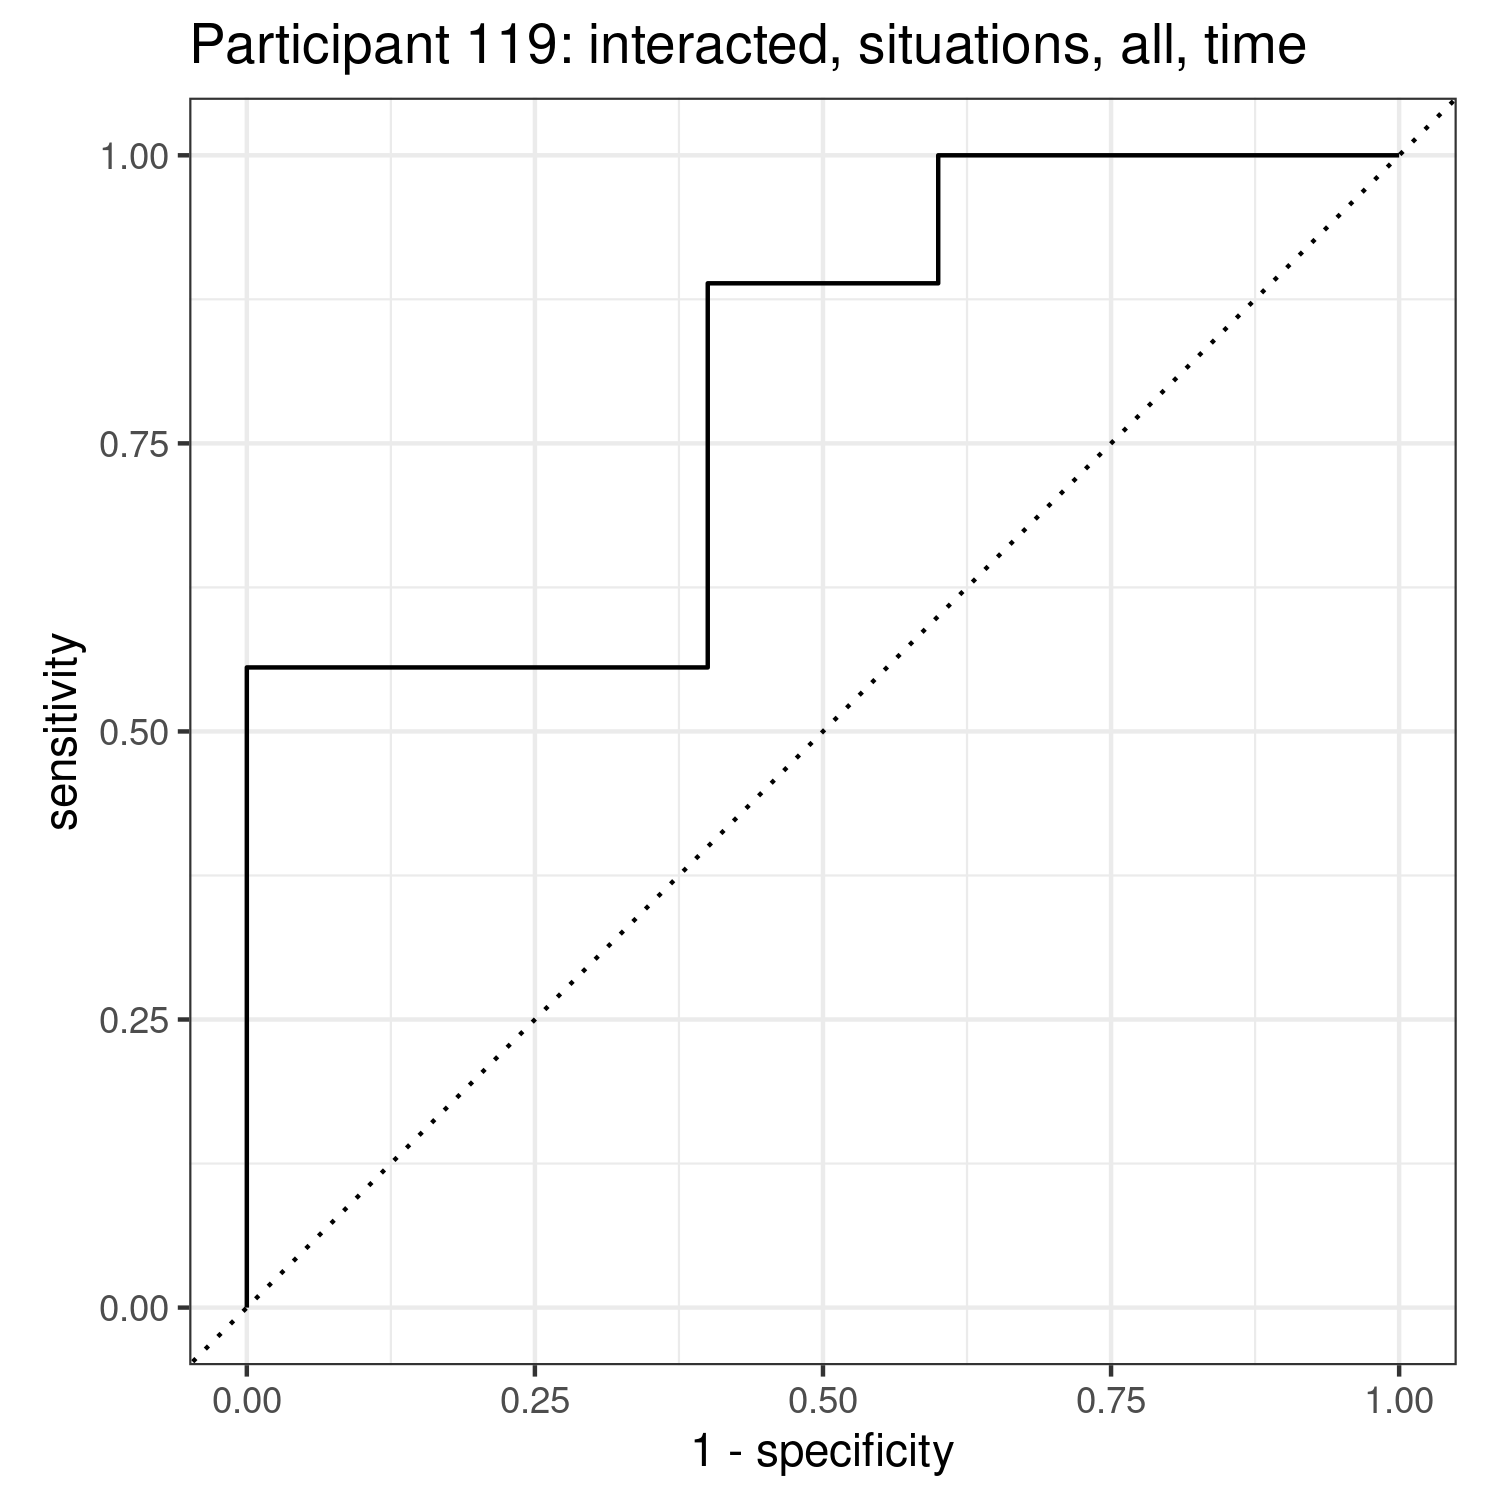 Participant 119: interacted, situations, all, time
1.00
0.75
0.50
0.25
0.00
sensitivity
0.00 0.25 0.50 0.75 1.00
1 - specificity